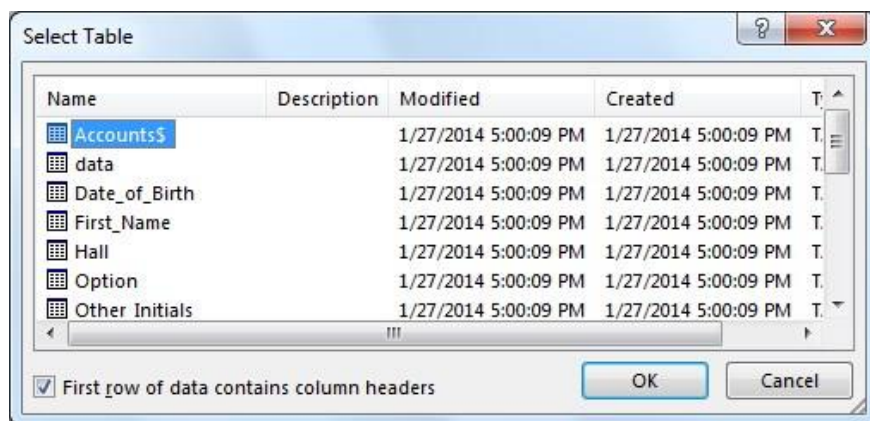 Select Table
Name Description Modified Created T
Accounts$ 1/27/2014 5:00:09 PM 1/27/2014 5:00:09 PM T.
data 1/27/2014 5:00:09 PM 1/27/2014 5:00:09 PM T.
Date_of_Birth 1/27/2014 5:00:09 PM 1/27/2014 5:00:09 PM T.
First_Name 1/27/2014 5:00:09 PM 1/27/2014 5:00:09 PM T.
Hall 1/27/2014 5:00:09 PM 1/27/2014 5:00:09 PM T.
Option 1/27/2014 5:00:09 PM 1/27/2014 5:00:09 PM T.
Other Initials 1/27/2014 5:00:09 PM 1/27/2014 5:00:09 PM T.
First row of data contains column headers OK Cancel